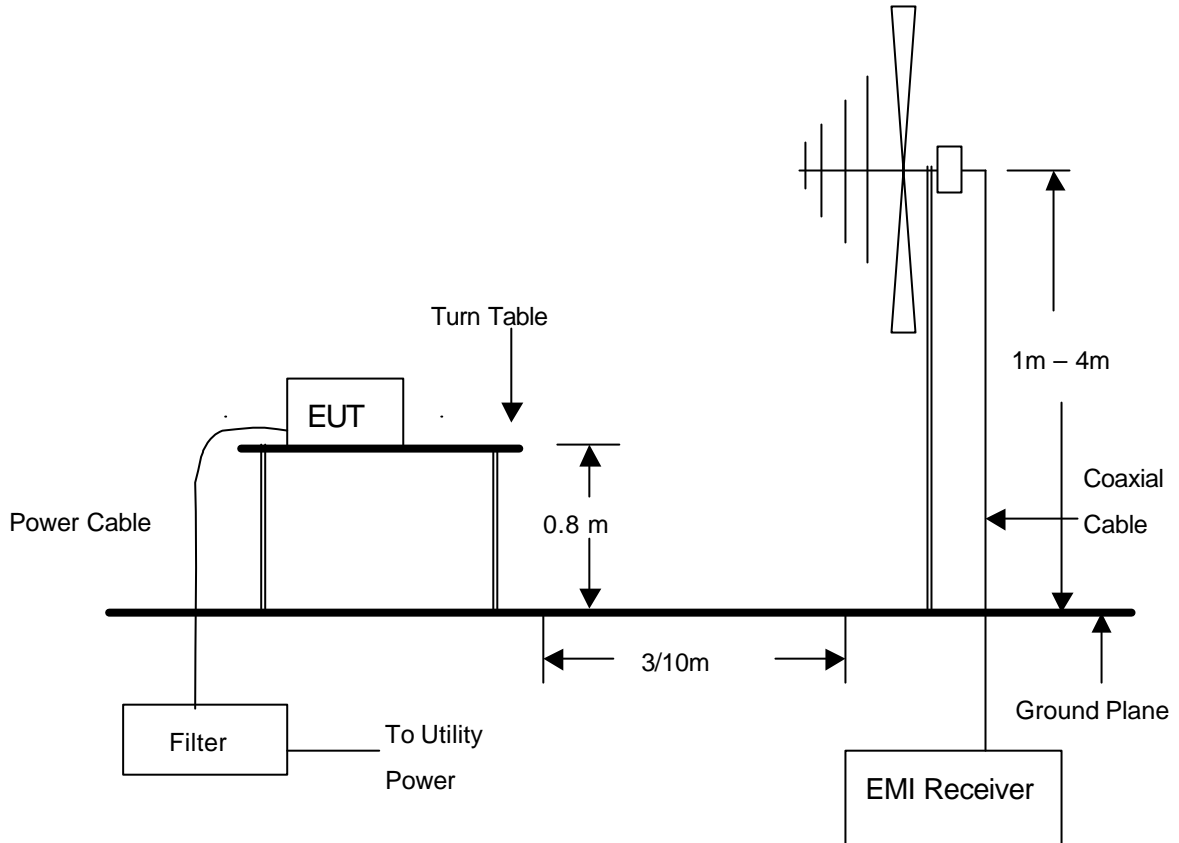 Turn Table
1m – 4m
EUT
Coaxial
Cable
Power Cable
0.8 m
3/10m
Ground Plane
Filter
To Utility
Power
EMI Receiver